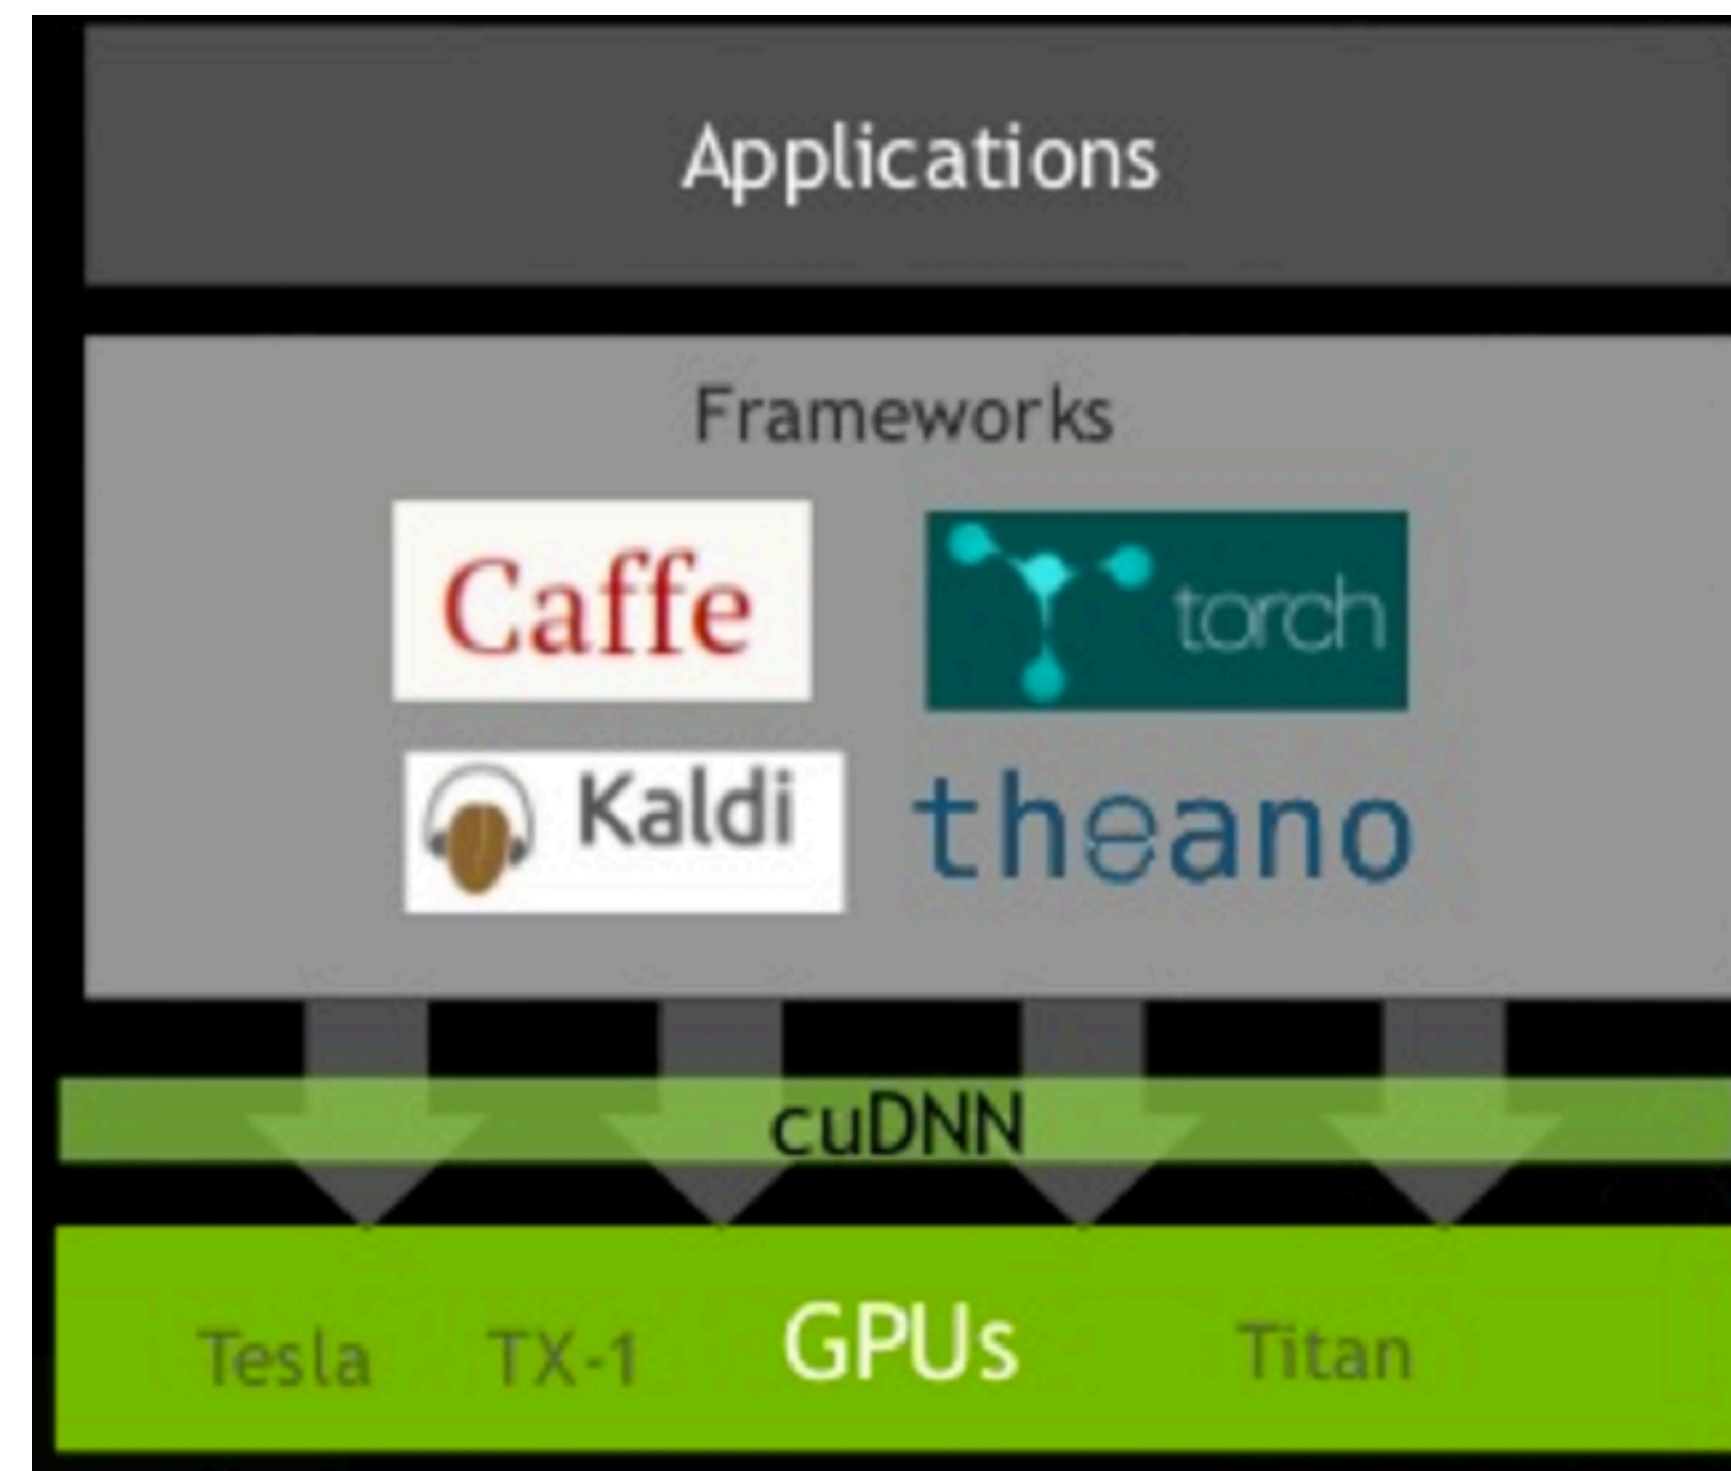 Applications
Frameworks
Caffe
torch
Kaldi
theano
cuDNN
Tesla TX-1 GPUs Titan